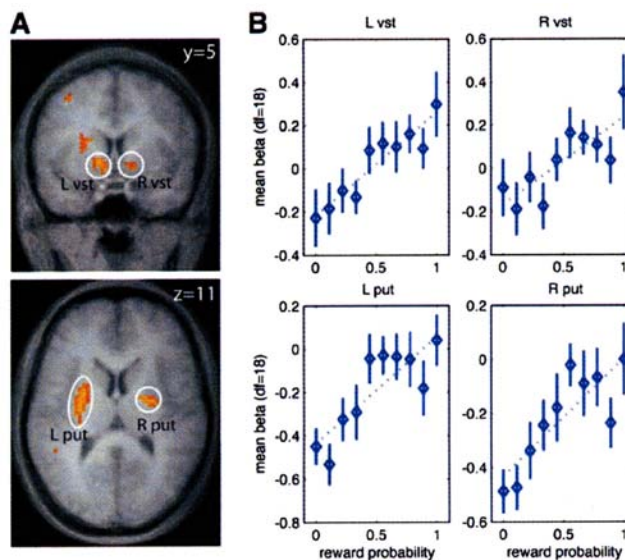 A
y=5
L vst
R vst
z=11
L put
R put
B
L vst
mean beta (df=18)
0.6
0.4
0.2
0
-0.2
-0.4
0
0.5
1
R vst
0.6
0.4
0.2
0
-0.2
-0.4
0
0.5
1
L put
mean beta (df=18)
0.2
0
-0.2
-0.4
-0.6
-0.8
0
0.5
1
reward probability
R put
0.2
0
-0.2
-0.4
-0.6
0
0.5
1
reward probability